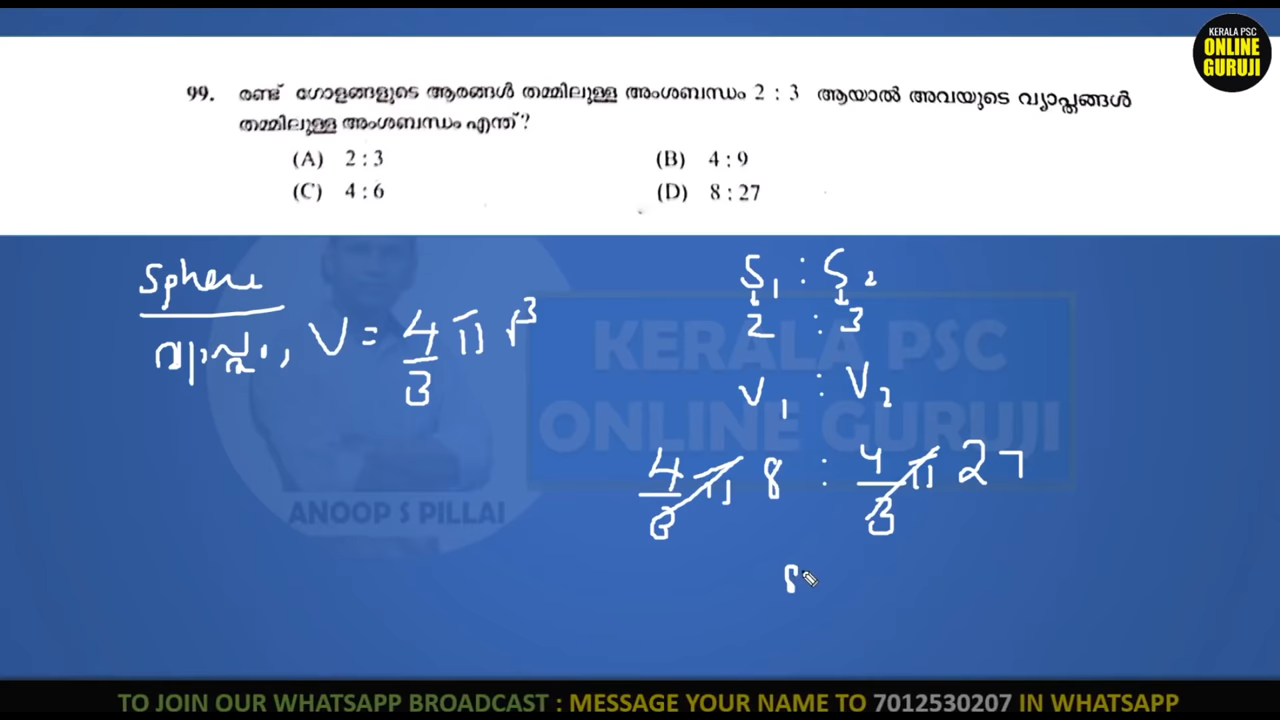 KERALA PSC
ONLINE
GURUJI
99. രണ്ട് ഗോളങ്ങളുടെ ആരങ്ങൾ തമ്മിലുള്ള അംശബന്ധം 2 : 3 ആയാൽ അവയുടെ വ്യാപ്തങ്ങൾ
തമ്മിലുള്ള അംശബന്ധം എന്ത് ?
(A) 2 : 3 (B) 4 : 9
(C) 4 : 6 (D) 8 : 27
Sphere
വ്യാപ്തം, V = 4/3 π r³
S₁ : S₂
2 : 3
V₁ : V₂
4/3 π 8 : 4/3 π 27
8
KERALA PSC
ONLINE GURUJI
ANOOP S PILLAI
TO JOIN OUR WHATSAPP BROADCAST : MESSAGE YOUR NAME TO 7012530207 IN WHATSAPP